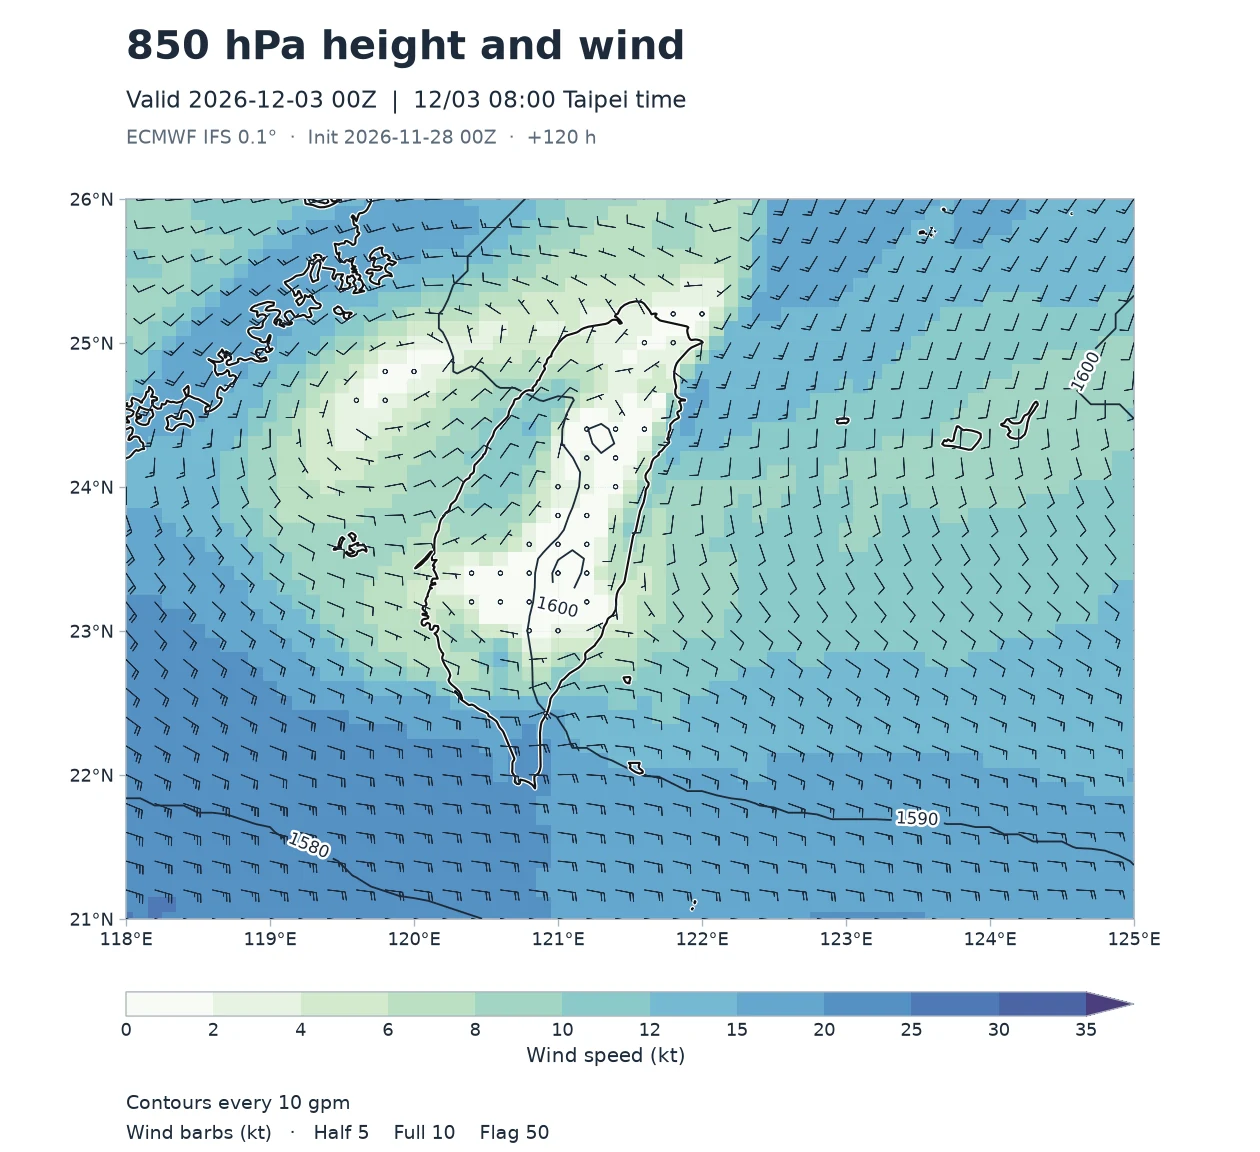 850 hPa height and wind
Valid 2026-12-03 00Z | 12/03 08:00 Taipei time
ECMWF IFS 0.1° · Init 2026-11-28 00Z · +120 h
26°N
25°N
24°N
23°N
22°N
21°N
1600
1600
1590
1580
118°E 119°E 120°E 121°E 122°E 123°E 124°E 125°E
0 2 4 6 8 10 12 15 20 25 30 35
Wind speed (kt)
Contours every 10 gpm
Wind barbs (kt) · Half 5 Full 10 Flag 50